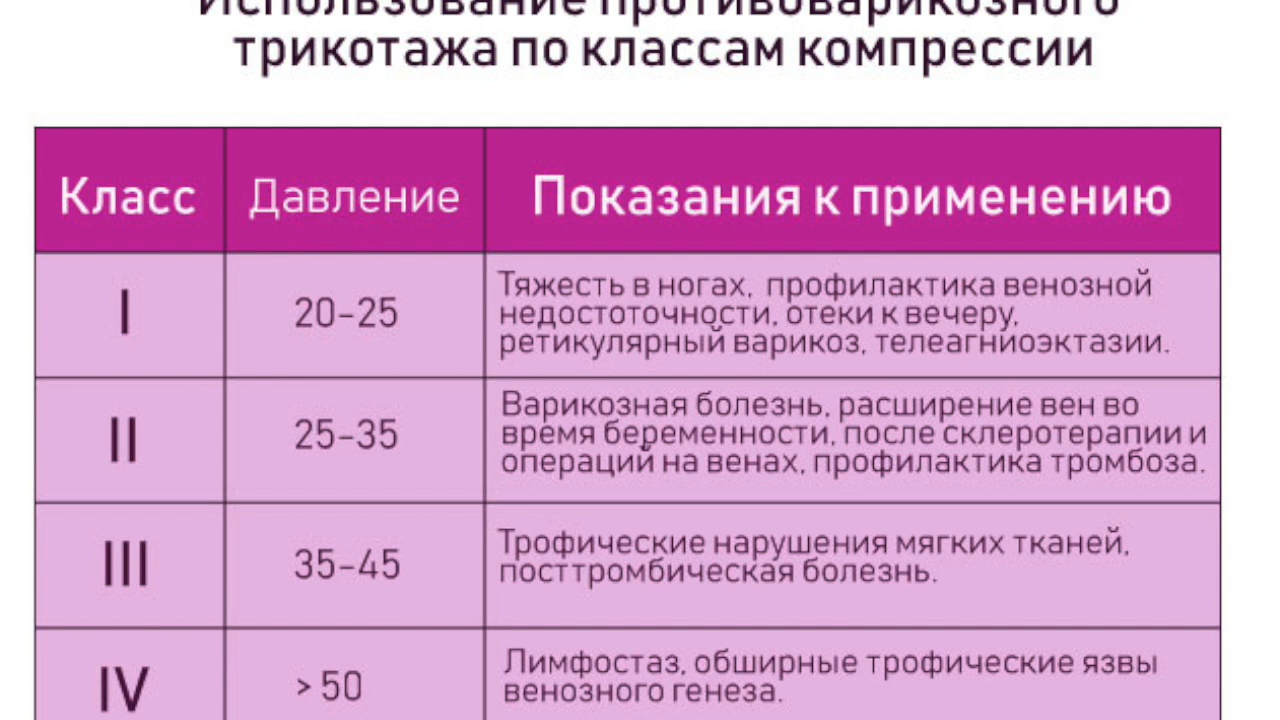 Использование противоварикозного
трикотажа по классам компрессии
Класс Давление Показания к применению
I 20–25 Тяжесть в ногах, профилактика венозной
недостоточности, отеки к вечеру,
ретикулярный варикоз, телеагниоэктазии.
II 25–35 Варикозная болезнь, расширение вен во
время беременности, после склеротерапии и
операций на венах, профилактика тромбоза.
III 35–45 Трофические нарушения мягких тканей,
посттромбическая болезнь.
IV > 50 Лимфостаз, обширные трофические язвы
венозного генеза.